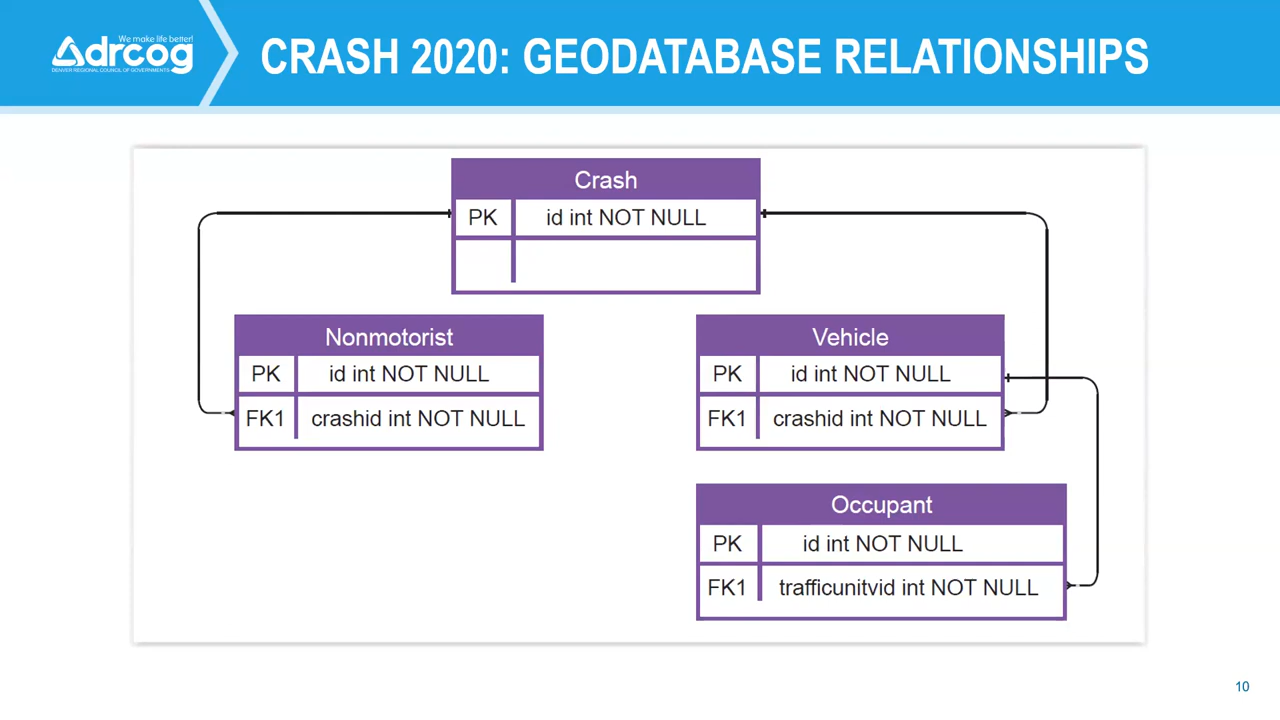 We make life better!
drcog
DENVER REGIONAL COUNCIL OF GOVERNMENTS
CRASH 2020: GEODATABASE RELATIONSHIPS
Crash
PK id int NOT NULL
Nonmotorist
PK id int NOT NULL
FK1 crashid int NOT NULL
Vehicle
PK id int NOT NULL
FK1 crashid int NOT NULL
Occupant
PK id int NOT NULL
FK1 trafficunitvid int NOT NULL
10